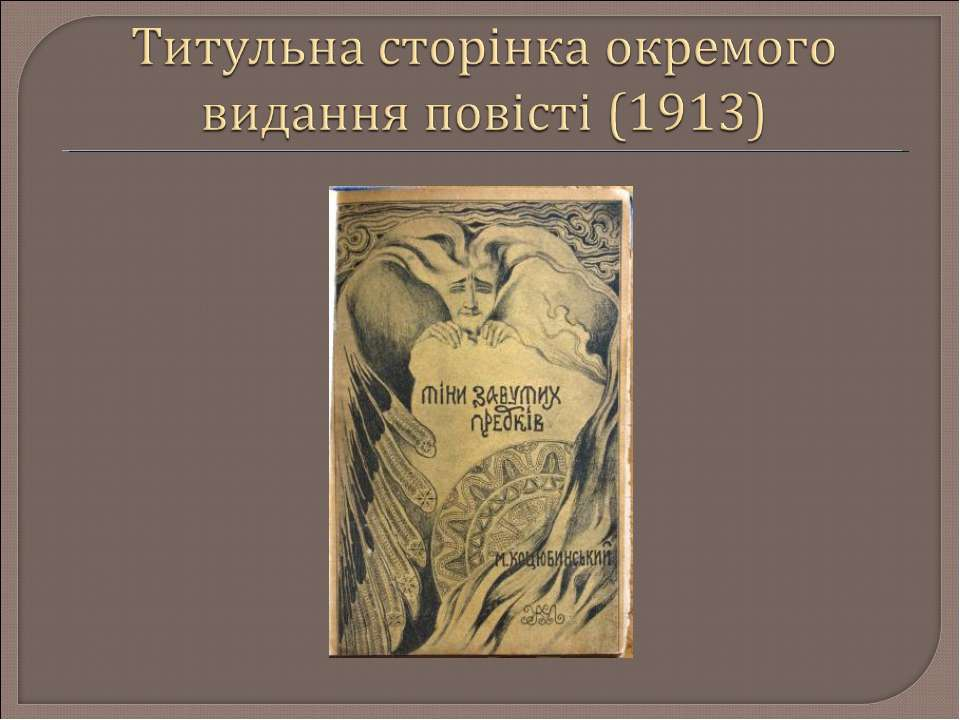 Титульна сторінка окремого
видання повісті (1913)
тіни забутих
предків
М. Коцюбинський